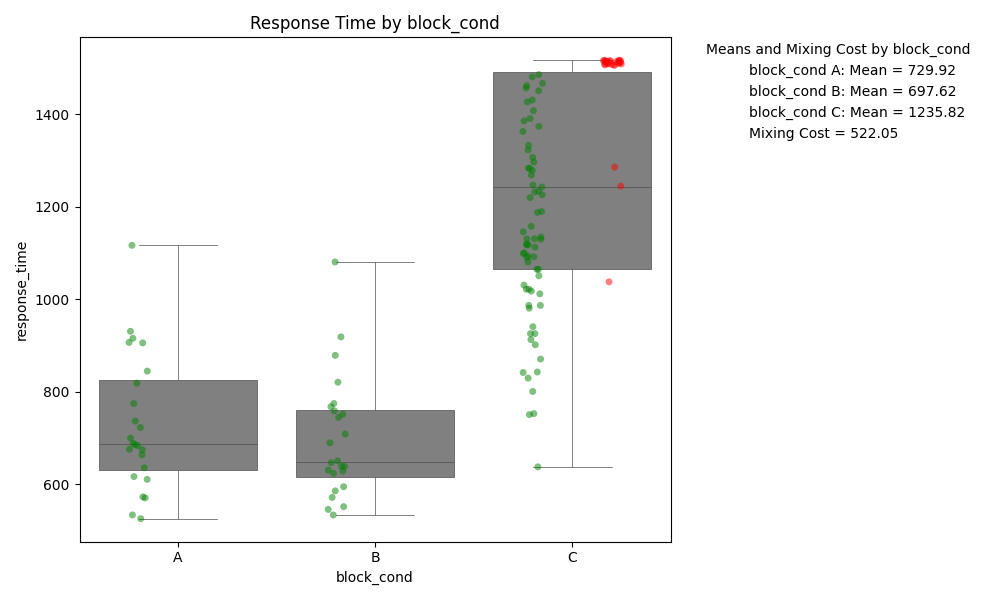 Response Time by block_cond
Means and Mixing Cost by block_cond
block_cond A: Mean = 729.92
block_cond B: Mean = 697.62
block_cond C: Mean = 1235.82
Mixing Cost = 522.05
response_time
1400
1200
1000
800
600
A
B
C
block_cond